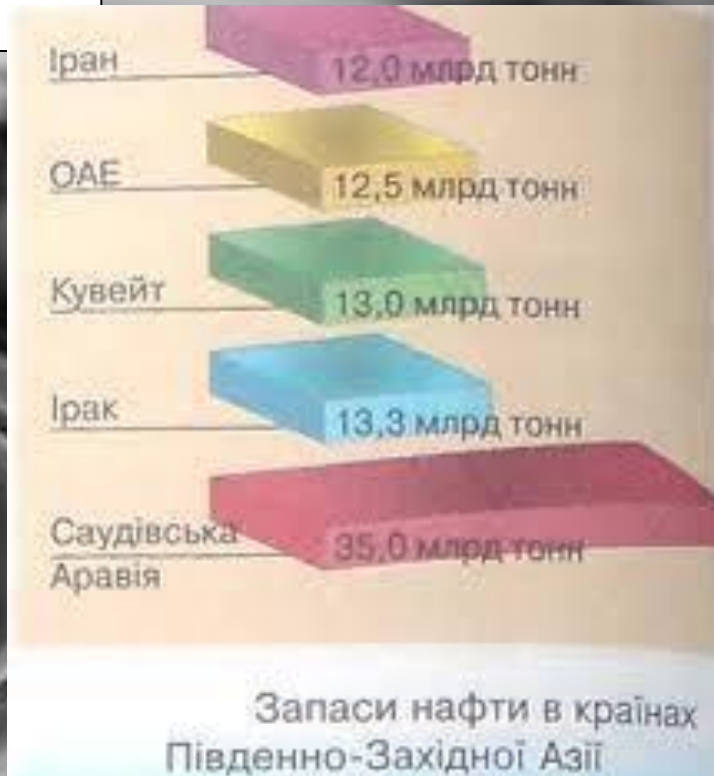 Іран
12,0 млрд тонн
ОАЕ
12,5 млрд тонн
Кувейт
13,0 млрд тонн
Ірак
13,3 млрд тонн
Саудівська
Аравія
35,0 млрд тонн
Запаси нафти в країнах
Південно-Західної Азії